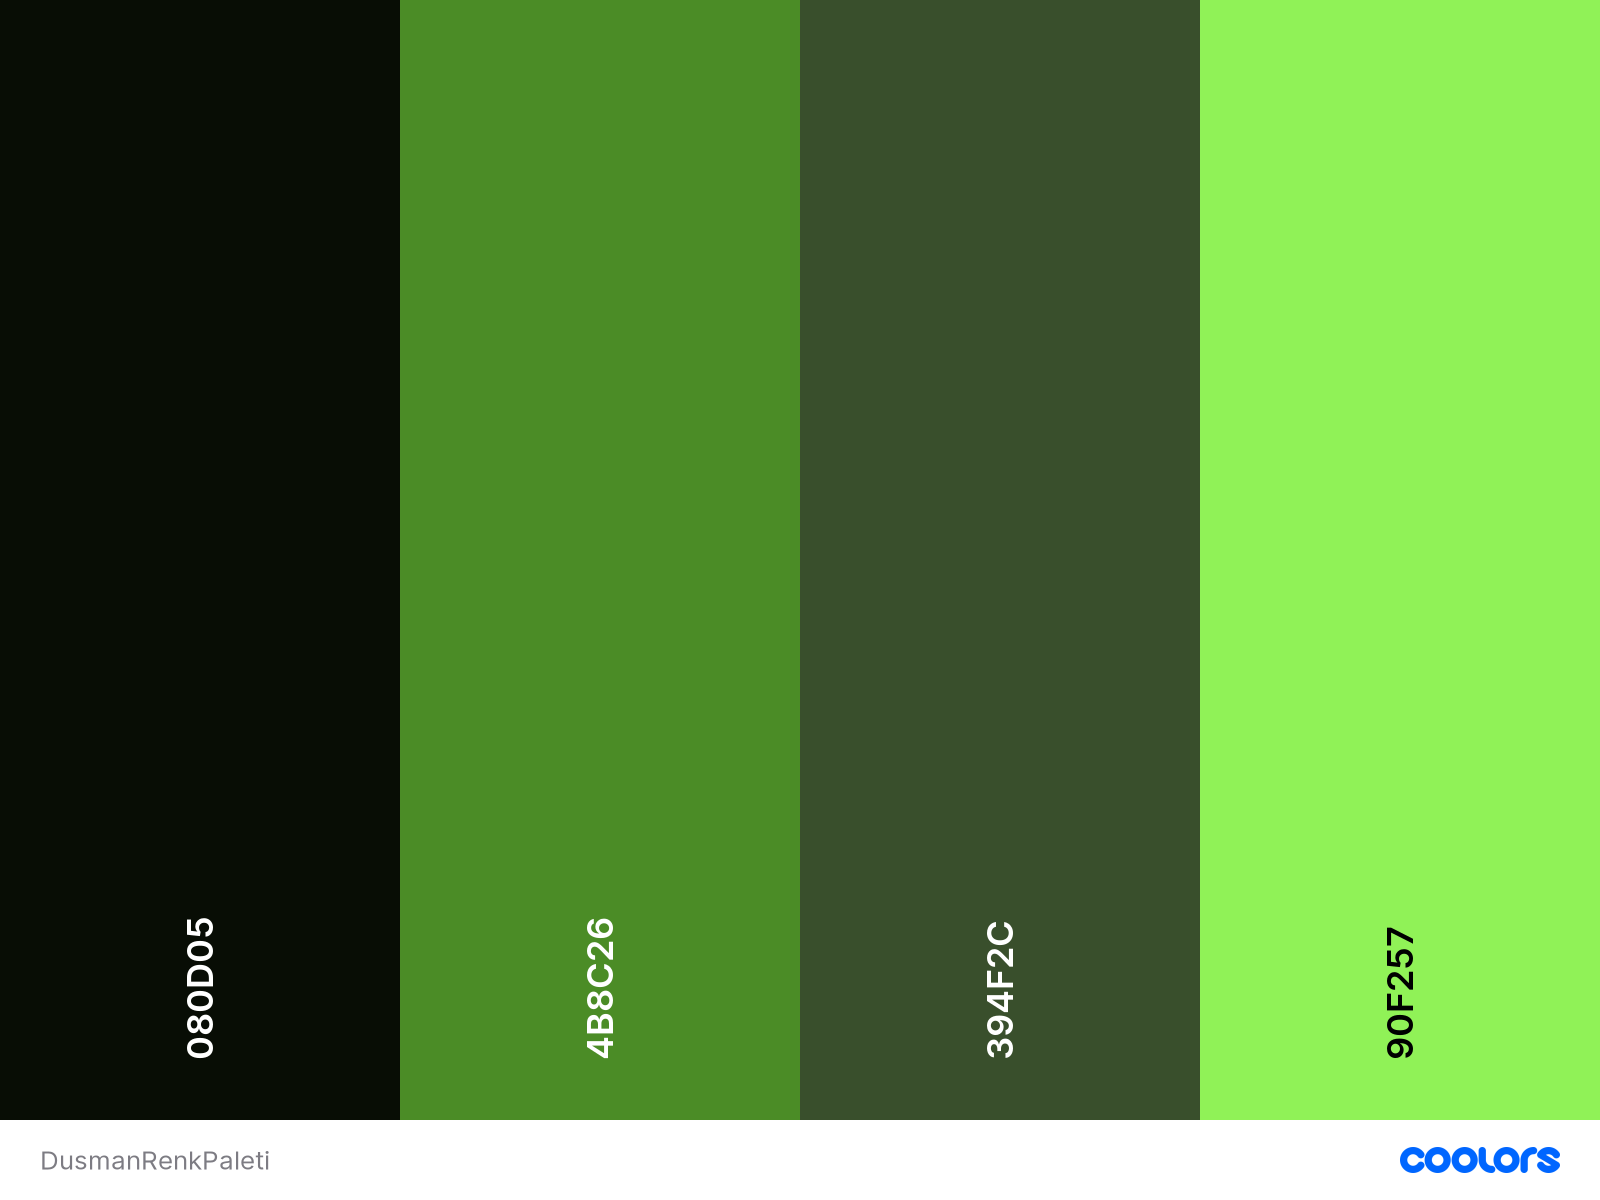 080D05
4B8C26
394F2C
90F257
DusmanRenkPaleti
coolors